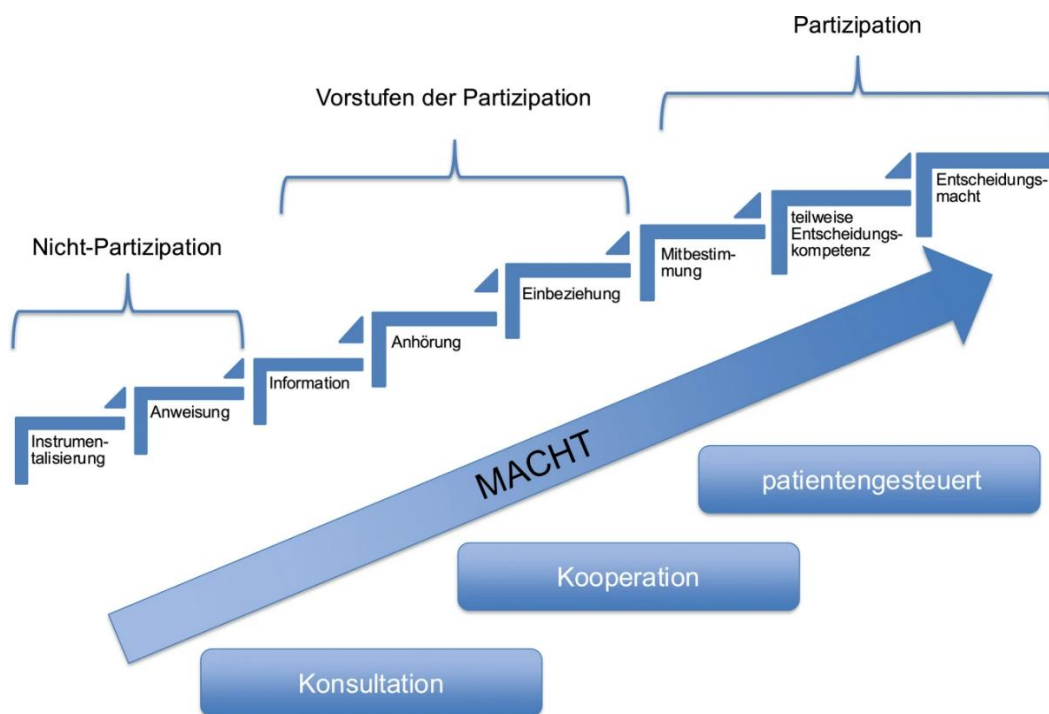 Partizipation
Vorstufen der Partizipation
Nicht-Partizipation
Instrumen-
talisierung
Anweisung
Information
Anhörung
Einbeziehung
Mitbestim-
mung
teilweise
Entscheidungs-
kompetenz
Entscheidungs-
macht
MACHT
patientengesteuert
Kooperation
Konsultation